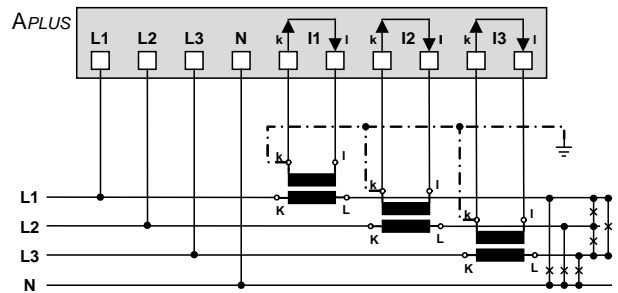 APLUS
L1 L2 L3 N k I1 l k I2 l k I3 l
k l
L1 K L k l
L2 K L k l
L3 K L
N